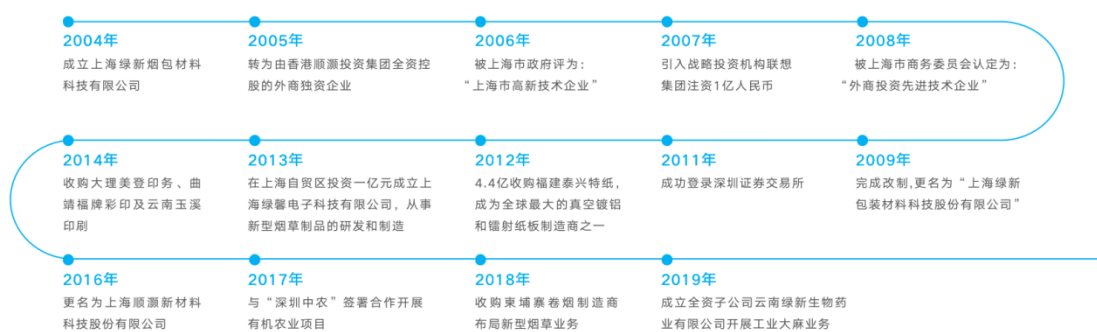 2004年
成立上海绿新烟包材料
科技有限公司
2005年
转为由香港顺灏投资集团全资控
股的外商独资企业
2006年
被上海市政府评为：
“上海市高新技术企业”
2007年
引入战略投资机构联想
集团注资1亿人民币
2008年
被上海市商务委员会认定为：
“外商投资先进技术企业”
2009年
完成改制,更名为“上海绿新
包装材料科技股份有限公司”
2011年
成功登录深圳证券交易所
2012年
4.4亿收购福建泰兴特纸，
成为全球最大的真空镀铝
和镭射纸板制造商之一
2013年
在上海自贸区投资一亿元成立上
海绿馨电子科技有限公司，从事
新型烟草制品的研发和制造
2014年
收购大理美登印务、曲
靖福牌彩印及云南玉溪
印刷
2016年
更名为上海顺灏新材料
科技股份有限公司
2017年
与“深圳中农”签署合作开展
有机农业项目
2018年
收购柬埔寨卷烟制造商
布局新型烟草业务
2019年
成立全资子公司云南绿新生物药
业有限公司开展工业大麻业务